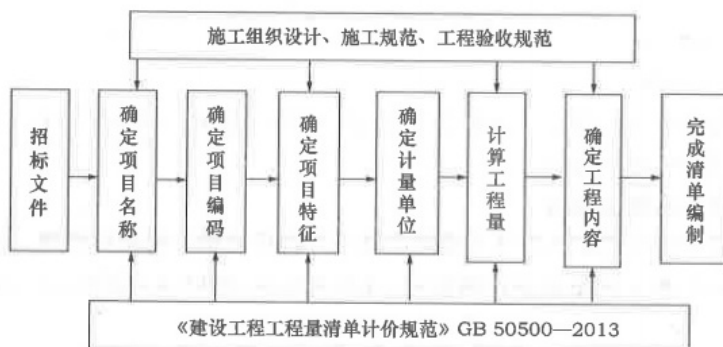 施工组织设计、施工规范、工程验收规范
招标文件
确定项目名称
确定项目编码
确定项目特征
确定计量单位
计算工程量
确定工程内容
完成清单编制
《建设工程工程量清单计价规范》GB 50500—2013